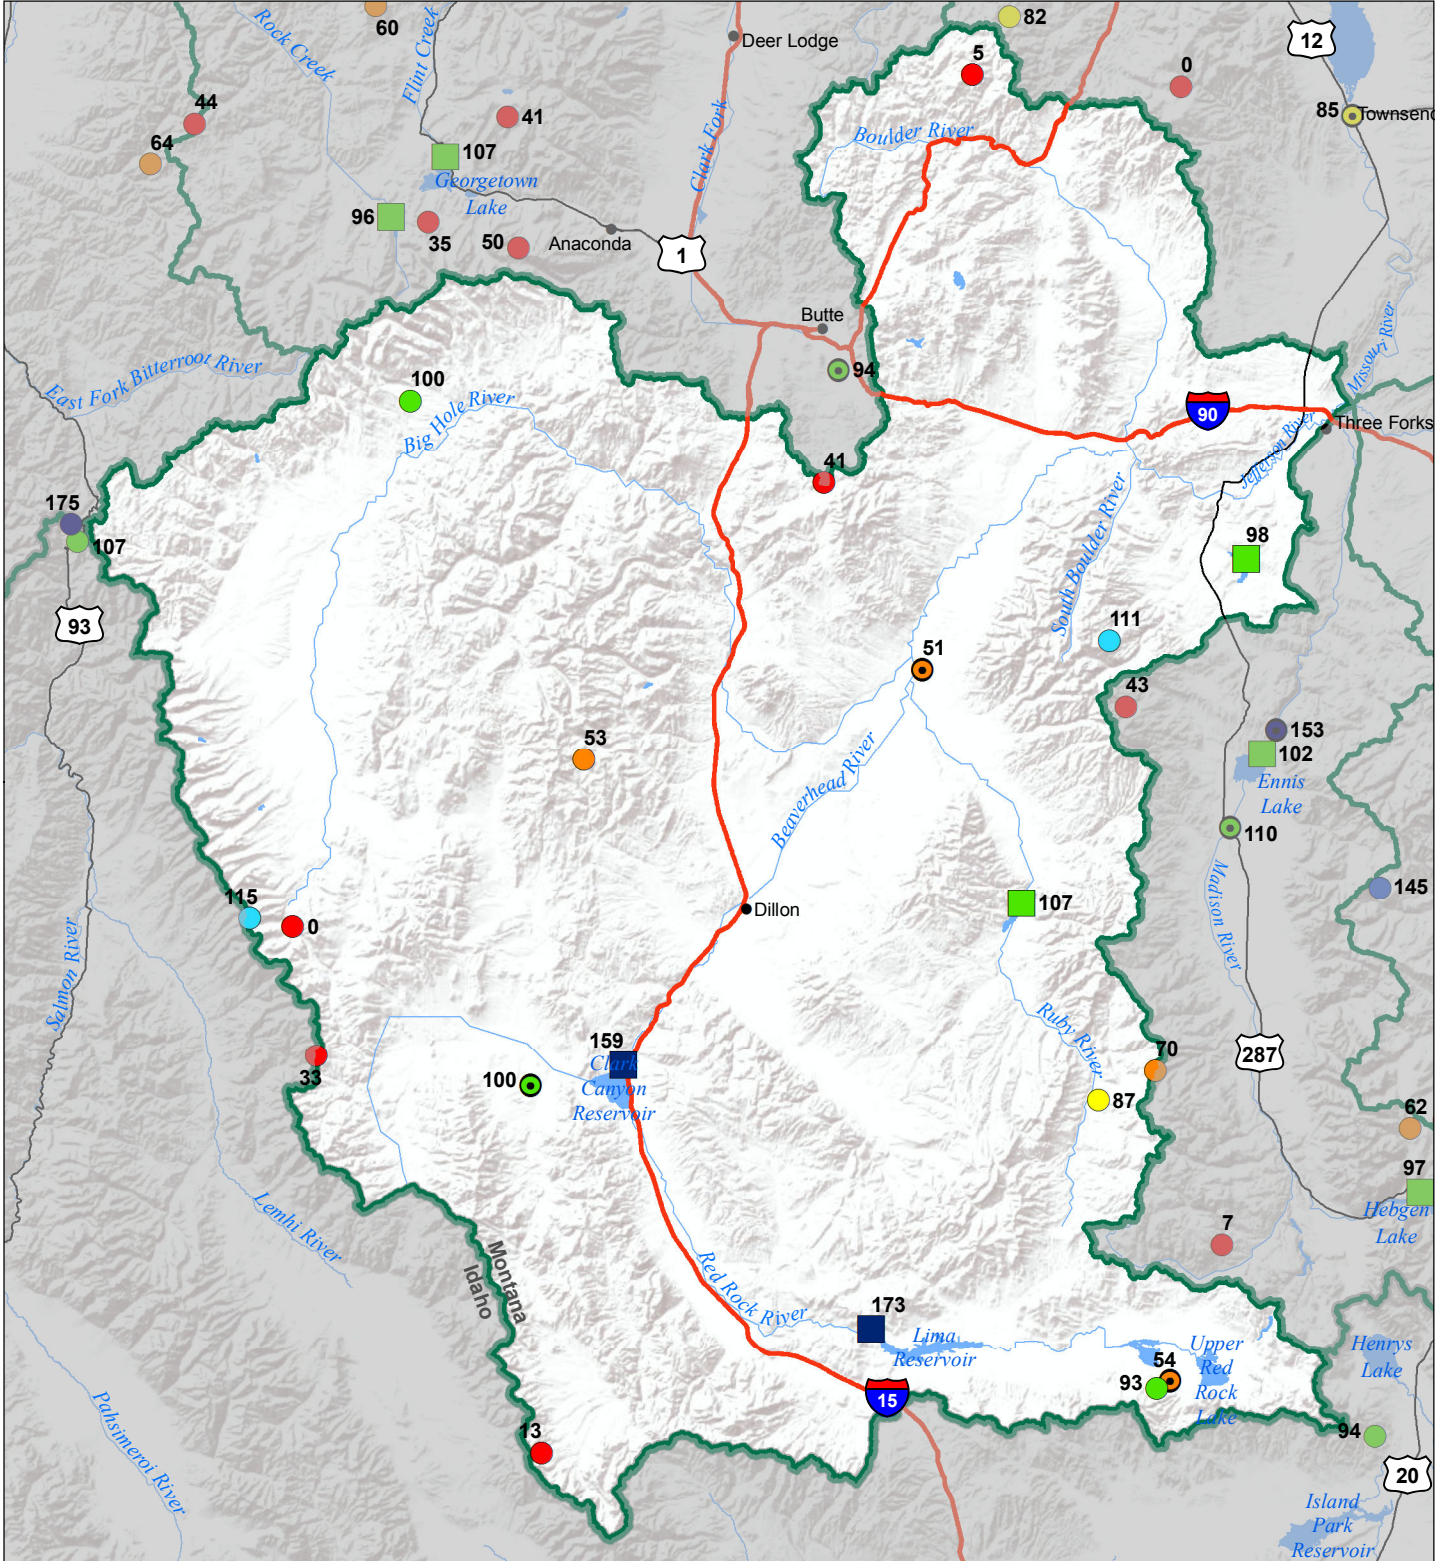 60
Rock Creek
Flint Creek
Deer Lodge
82
12
5
0
44
41
85
Townsend
64
107
Georgetown
Lake
Clark Fork
Boulder River
96
35
50
Anaconda
1
Butte
94
Missouri River
East Fork Bitterroot River
100
Big Hole River
90
Three Forks
Jefferson River
41
175
107
98
South Boulder River
93
111
51
43
53
153
102
Ennis
Lake
Beaverhead River
110
Madison River
145
115
0
Dillon
107
Salmon River
Ruby River
159
Clark
Canyon
Reservoir
287
70
33
100
87
62
97
Hebgen
Lake
7
Lemhi River
Montana
Idaho
Red Rock River
173
Lima
Reservoir
Upper
Red
Rock
Lake
54
93
Henrys
Lake
15
13
94
20
Pahsimeroi River
Island
Park
Reservoir